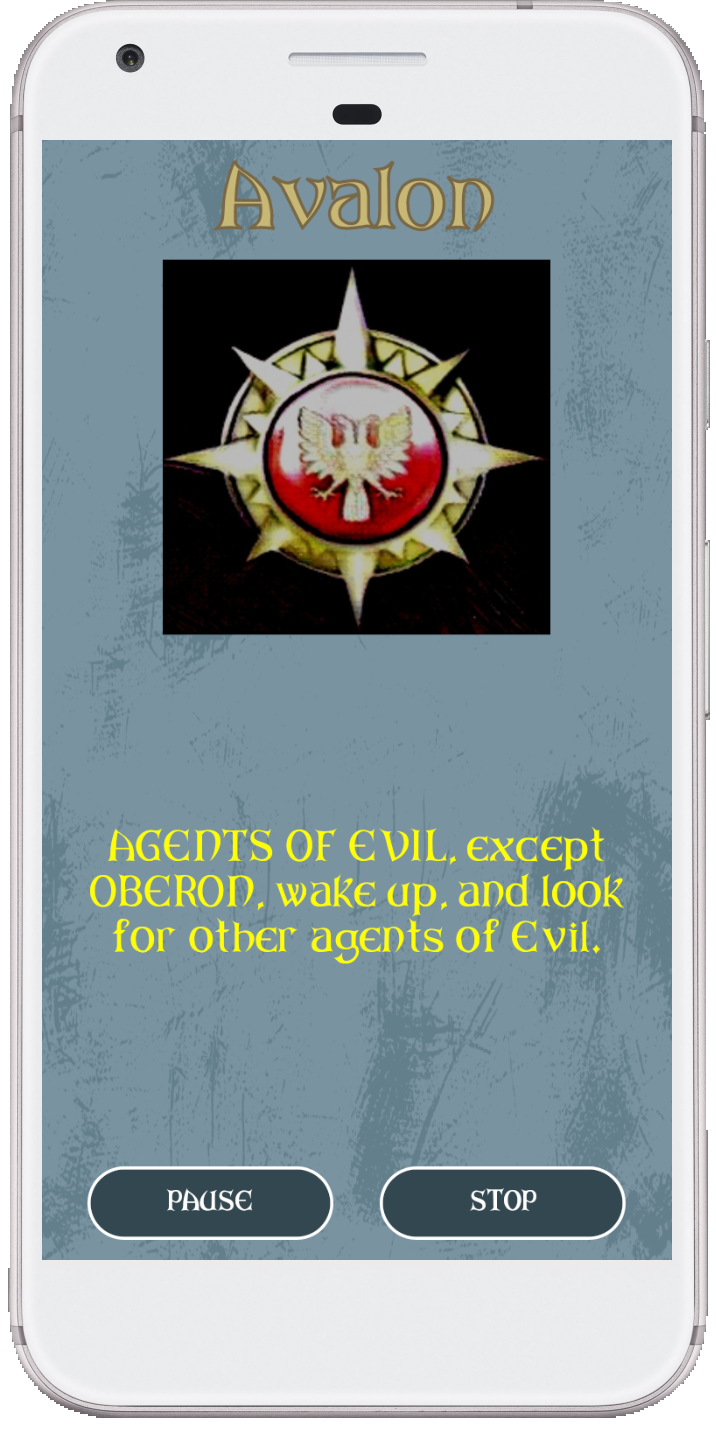 Avalon
AGENTS OF EVIL, except
OBERON, wake up, and look
for other agents of Evil.
PAUSE
STOP